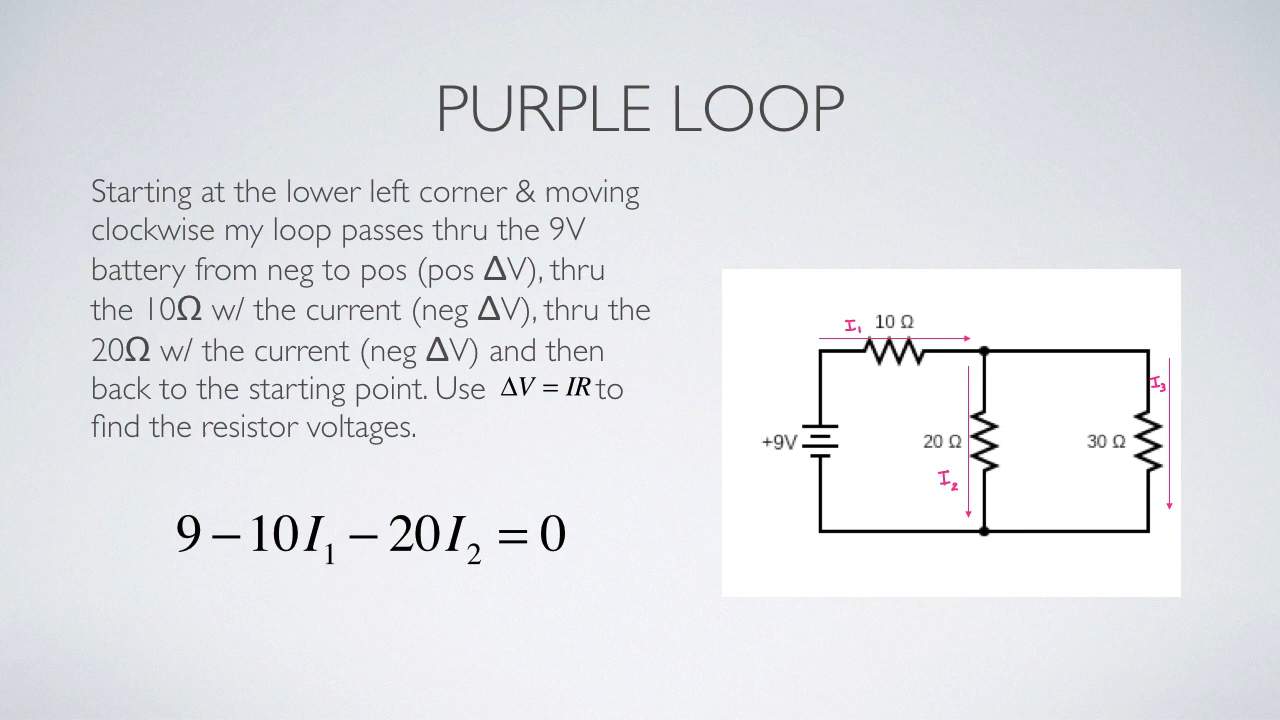 PURPLE LOOP
Starting at the lower left corner & moving
clockwise my loop passes thru the 9V
battery from neg to pos (pos ΔV), thru
the 10Ω w/ the current (neg ΔV), thru the
20Ω w/ the current (neg ΔV) and then
back to the starting point. Use ΔV = IR to
find the resistor voltages.
9 − 10I₁ − 20I₂ = 0
I₁ 10 Ω
I₃
+9V 20 Ω 30 Ω
I₂